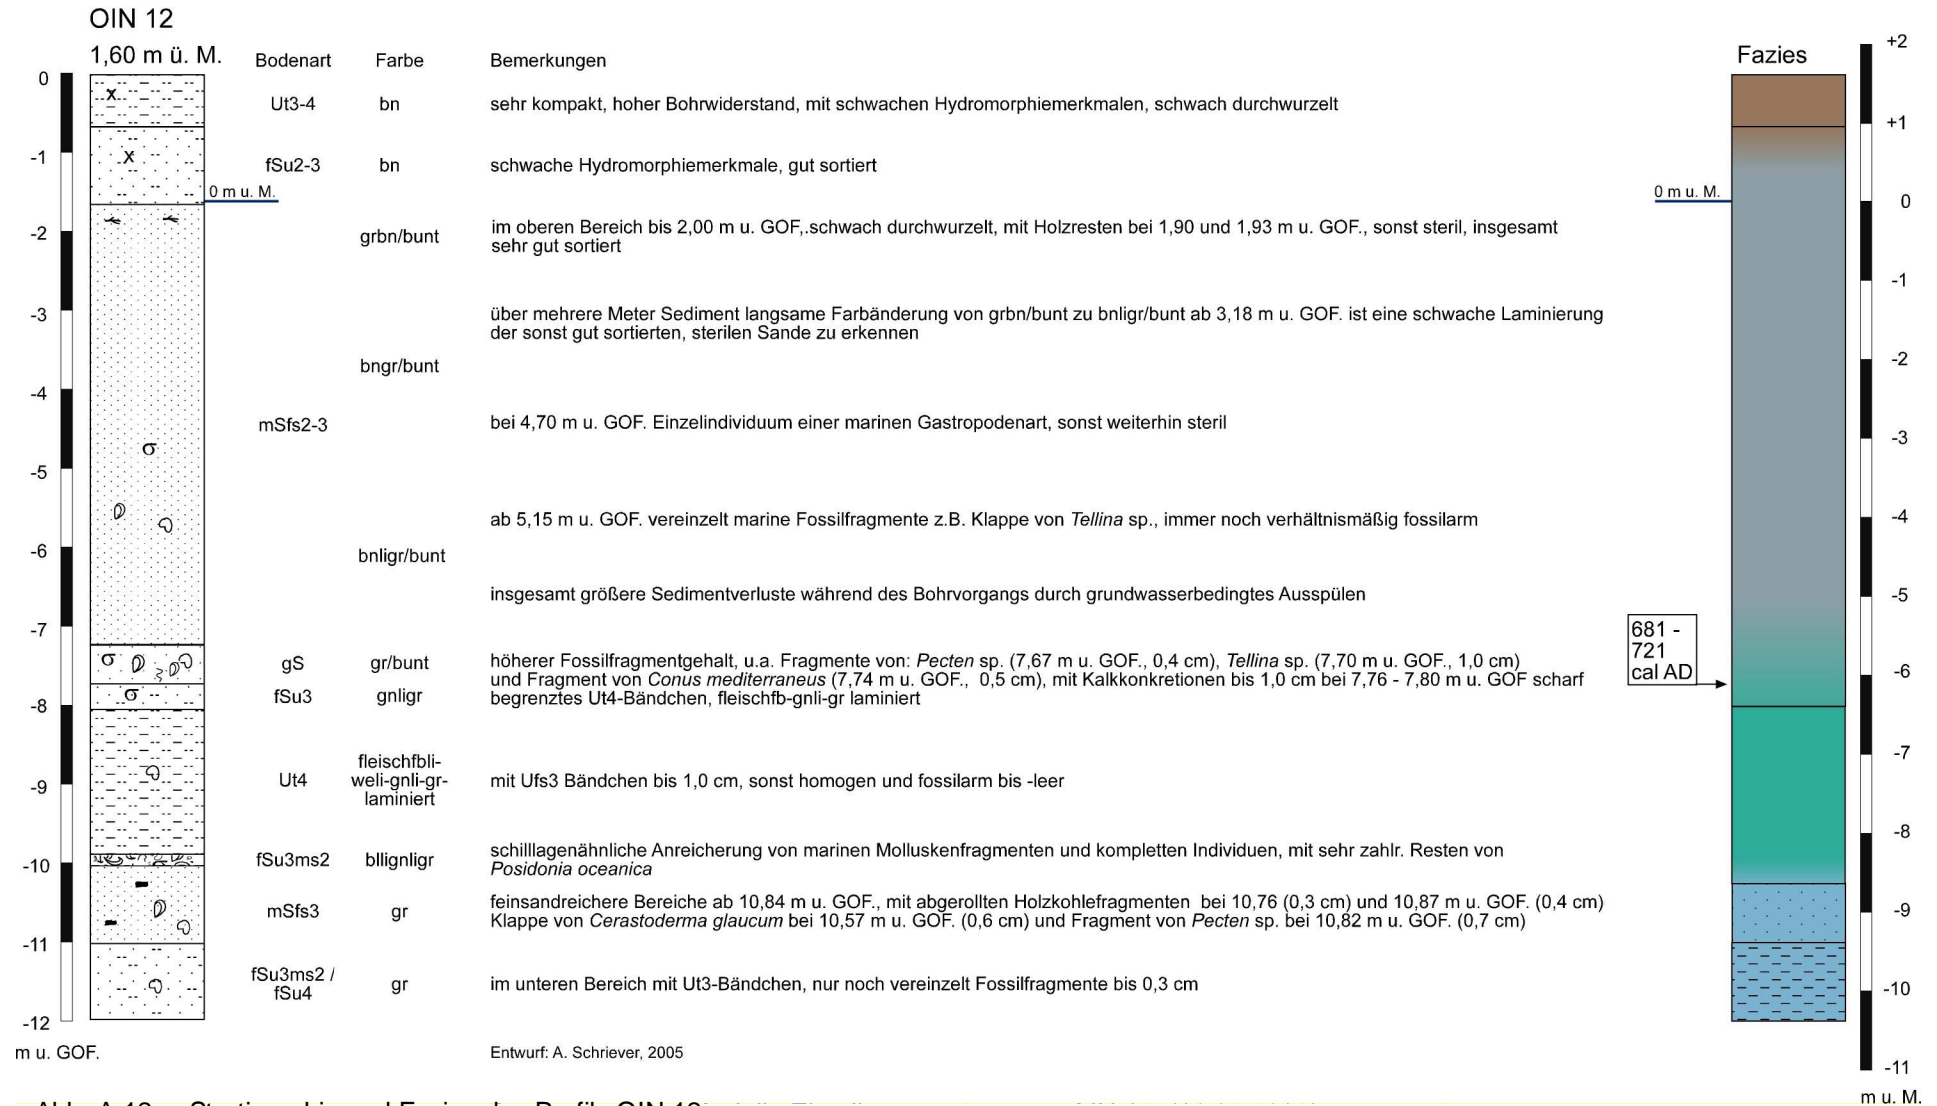 OIN 12
1,60 m ü. M.
Bodenart
Farbe
Bemerkungen
Fazies
0
-1
-2
-3
-4
-5
-6
-7
-8
-9
-10
-11
-12
m u. GOF.
x
x
0 m u. M.
Ut3-4
bn
sehr kompakt, hoher Bohrwiderstand, mit schwachen Hydromorphiemerkmalen, schwach durchwurzelt
fSu2-3
bn
schwache Hydromorphiemerkmale, gut sortiert
grbn/bunt
im oberen Bereich bis 2,00 m u. GOF,.schwach durchwurzelt, mit Holzresten bei 1,90 und 1,93 m u. GOF., sonst steril, insgesamt
sehr gut sortiert
über mehrere Meter Sediment langsame Farbänderung von grbn/bunt zu bnligr/bunt ab 3,18 m u. GOF. ist eine schwache Laminierung
der sonst gut sortierten, sterilen Sande zu erkennen
bngr/bunt
mSfs2-3
bei 4,70 m u. GOF. Einzelindividuum einer marinen Gastropodenart, sonst weiterhin steril
ab 5,15 m u. GOF. vereinzelt marine Fossilfragmente z.B. Klappe von Tellina sp., immer noch verhältnismäßig fossilarm
bnligr/bunt
insgesamt größere Sedimentverluste während des Bohrvorgangs durch grundwasserbedingtes Ausspülen
gS
gr/bunt
höherer Fossilfragmentgehalt, u.a. Fragmente von: Pecten sp. (7,67 m u. GOF., 0,4 cm), Tellina sp. (7,70 m u. GOF., 1,0 cm)
und Fragment von Conus mediterraneus (7,74 m u. GOF., 0,5 cm), mit Kalkkonkretionen bis 1,0 cm bei 7,76 - 7,80 m u. GOF scharf
begrenztes Ut4-Bändchen, fleischfb-gnli-gr laminiert
fSu3
gnligr
Ut4
fleischfbli-
weli-gnli-gr-
laminiert
mit Ufs3 Bändchen bis 1,0 cm, sonst homogen und fossilarm bis -leer
fSu3ms2
bllignligr
schilllagenähnliche Anreicherung von marinen Molluskenfragmenten und kompletten Individuen, mit sehr zahlr. Resten von
Posidonia oceanica
mSfs3
gr
feinsandreichere Bereiche ab 10,84 m u. GOF., mit abgerollten Holzkohlefragmenten bei 10,76 (0,3 cm) und 10,87 m u. GOF. (0,4 cm)
Klappe von Cerastoderma glaucum bei 10,57 m u. GOF. (0,6 cm) und Fragment von Pecten sp. bei 10,82 m u. GOF. (0,7 cm)
fSu3ms2 /
fSu4
gr
im unteren Bereich mit Ut3-Bändchen, nur noch vereinzelt Fossilfragmente bis 0,3 cm
Entwurf: A. Schriever, 2005
0 m u. M.
681 -
721
cal AD
+2
+1
0
-1
-2
-3
-4
-5
-6
-7
-8
-9
-10
-11
m u. M.